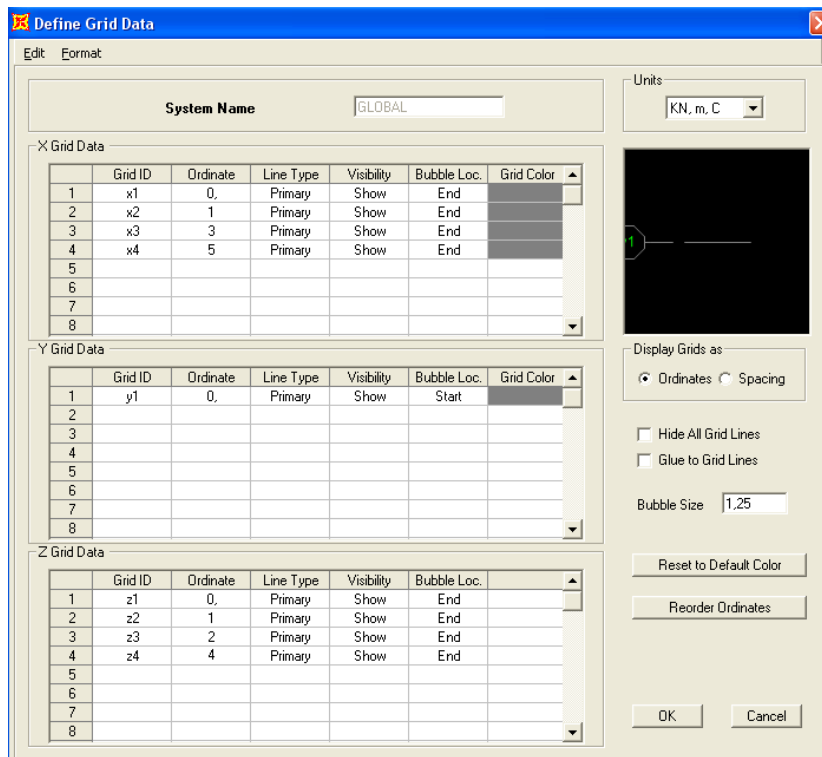 Define Grid Data
Edit Format
Units
System Name GLOBAL KN, m, C
X Grid Data
Grid ID Ordinate Line Type Visibility Bubble Loc. Grid Color
1 x1 0, Primary Show End
2 x2 1 Primary Show End
3 x3 3 Primary Show End
4 x4 5 Primary Show End
5
6
7
8
Y Grid Data
Grid ID Ordinate Line Type Visibility Bubble Loc. Grid Color
1 y1 0, Primary Show Start
2
3
4
5
6
7
8
Z Grid Data
Grid ID Ordinate Line Type Visibility Bubble Loc.
1 z1 0, Primary Show End
2 z2 1 Primary Show End
3 z3 2 Primary Show End
4 z4 4 Primary Show End
5
6
7
8
Display Grids as
Ordinates Spacing
Hide All Grid Lines
Glue to Grid Lines
Bubble Size 1,25
Reset to Default Color
Reorder Ordinates
OK Cancel